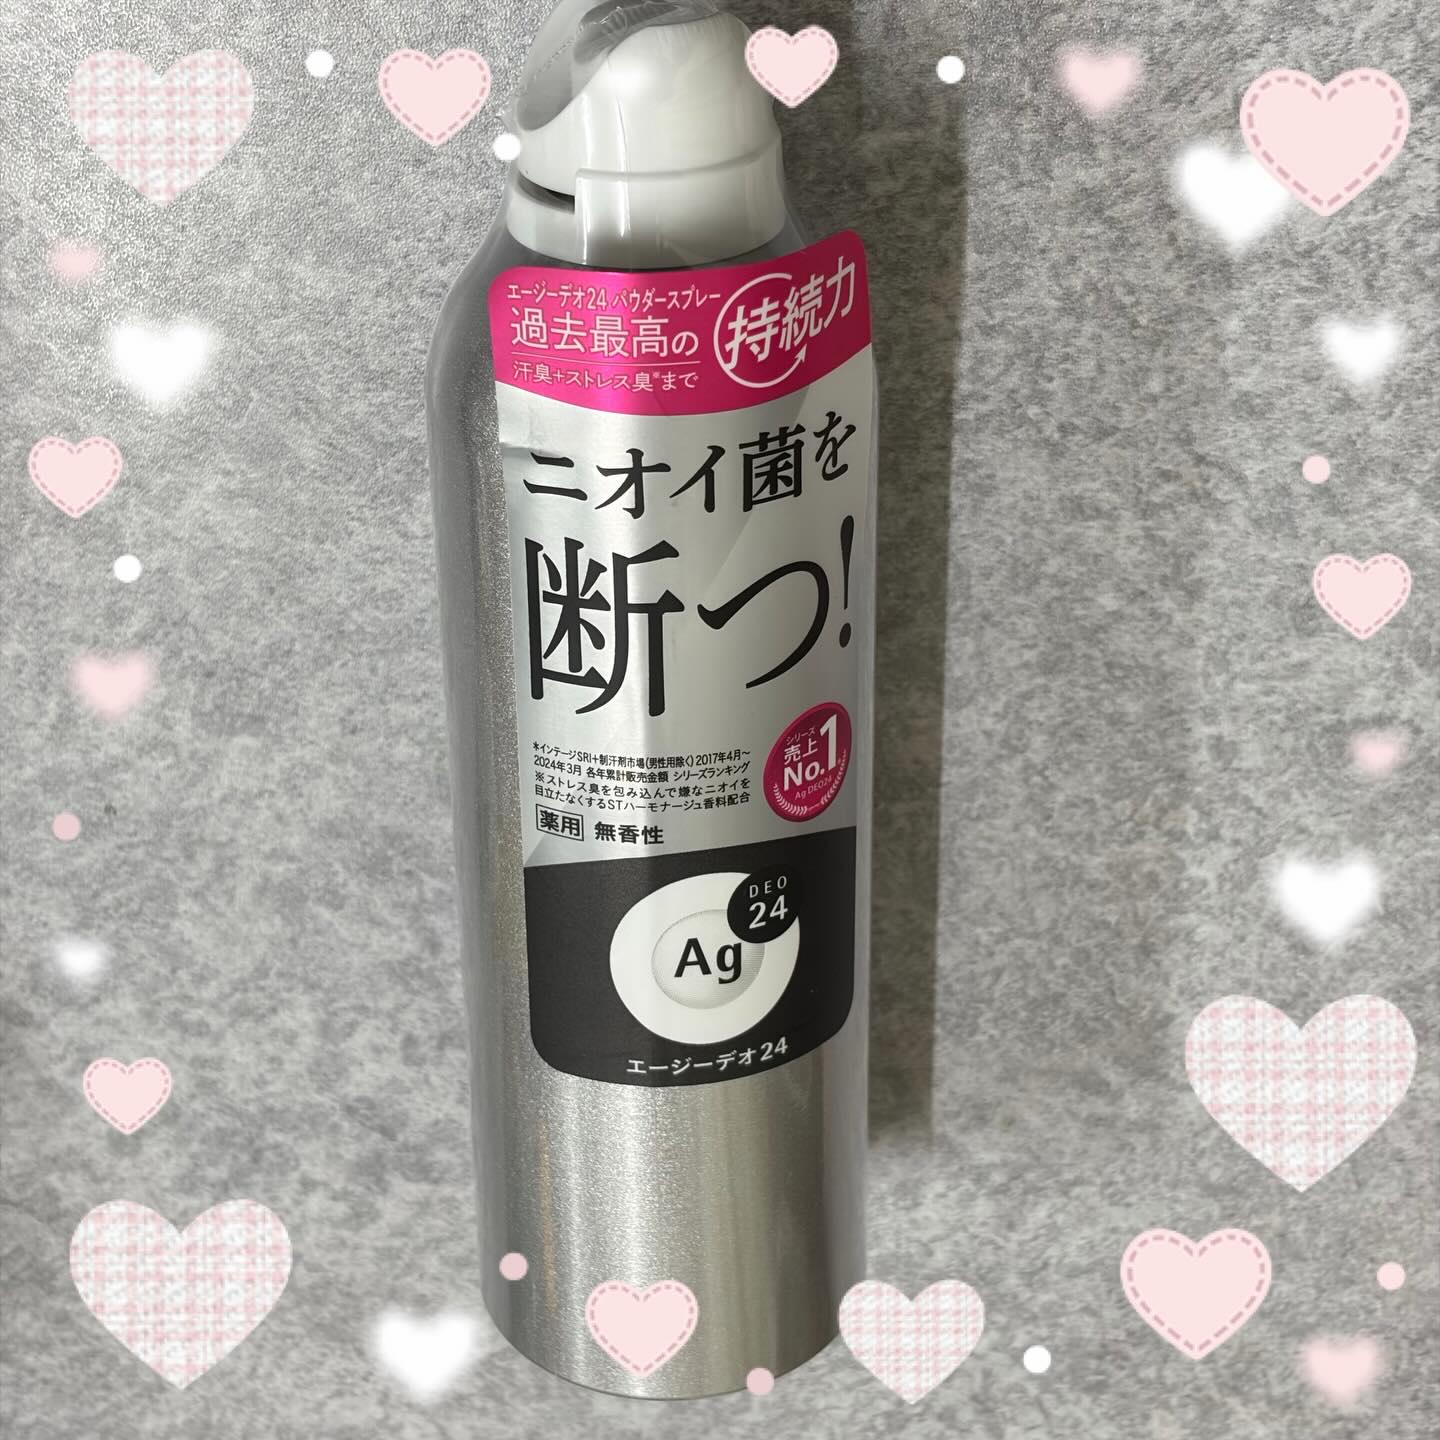 エージーデオ24 パウダースプレー
過去最高の
持続力
汗臭+ストレス臭※まで
ニオイ菌を
断つ!
*インテージSRI+制汗剤市場(男性用除く)2017年4月〜
2024年3月 各年累計販売金額 シリーズランキング
※ストレス臭を包み込んで嫌なニオイを
目立たなくするSTハーモナージュ香料配合
シリーズ
売上
No.1
Ag DEO24
薬用 無香性
DEO
24
Ag
エージーデオ24